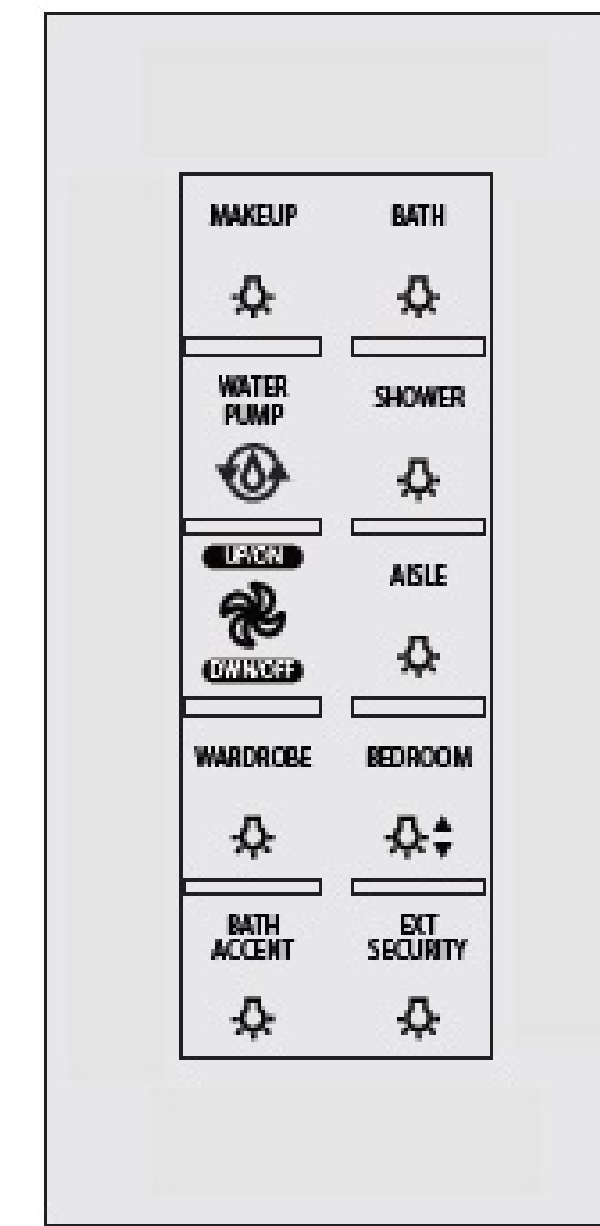 MAKEUP
BATH
WATER
PUMP
SHOWER
UP/ON
DWN/OFF
AISLE
WARDROBE
BEDROOM
BATH
ACCENT
EXT
SECURITY